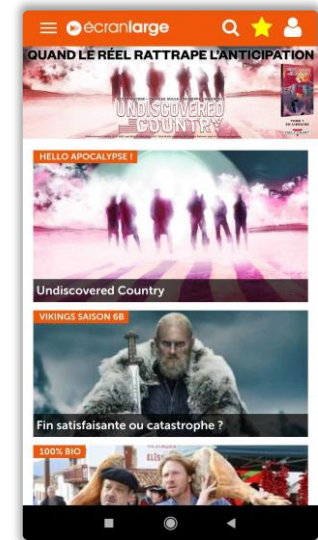 écranlarge
QUAND LE RÉEL RATTRAPE L'ANTICIPATION
UNDISCOVERED
COUNTRY
HELLO APOCALYPSE !
Undiscovered Country
VIKINGS SAISON 6B
Fin satisfaisante ou catastrophe ?
100% BIO